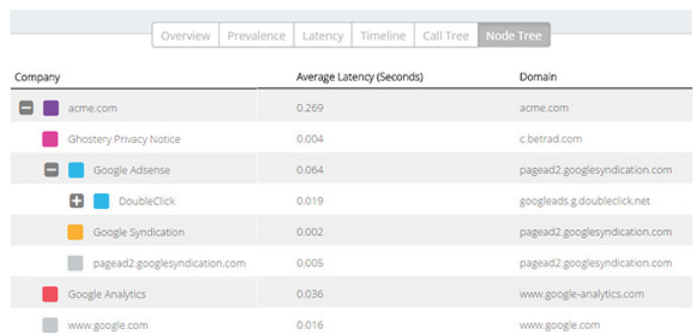 Overview Prevalence Latency Timeline Call Tree Node Tree
Company Average Latency (Seconds) Domain
acme.com 0.269 acme.com
Ghostery Privacy Notice 0.004 c.betrad.com
Google Adsense 0.064 pagead2.googlesyndication.com
DoubleClick 0.019 googleads.g.doubleclick.net
Google Syndication 0.002 pagead2.googlesyndication.com
pagead2.googlesyndication.com 0.005 pagead2.googlesyndication.com
Google Analytics 0.036 www.google-analytics.com
www.google.com 0.016 www.google.com